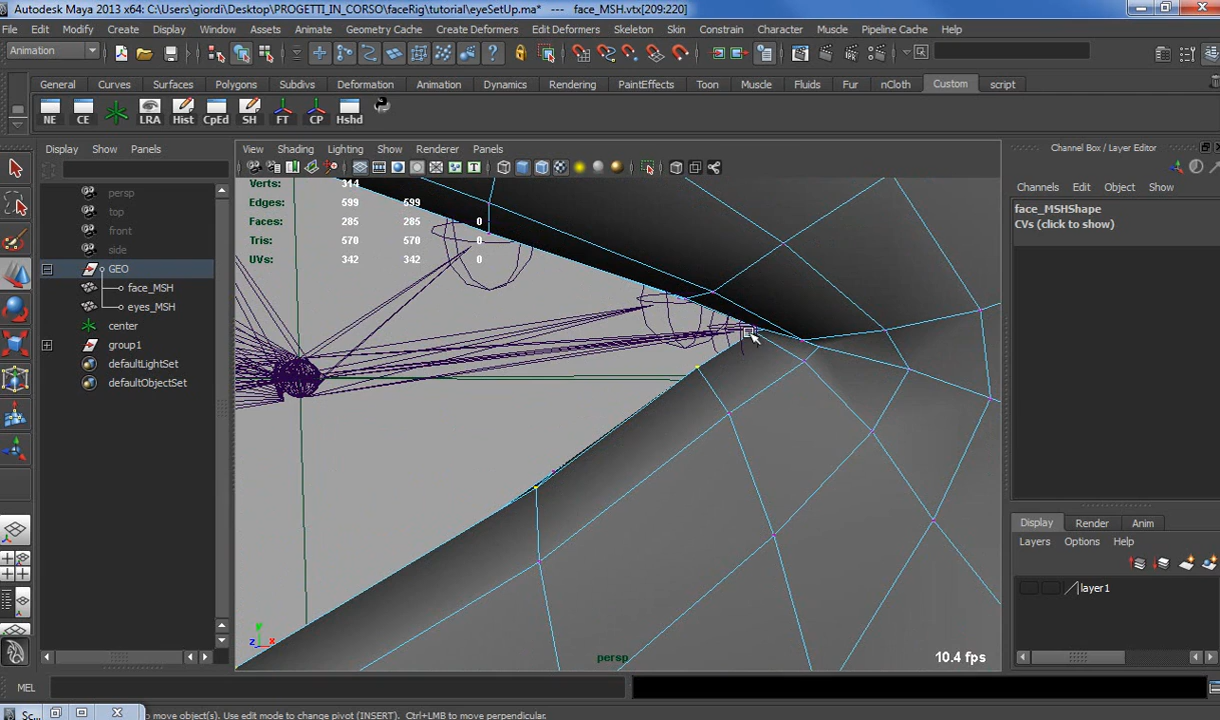 Autodesk Maya 2013 x64: C:\Users\giordi\Desktop\PROGETTI_IN_CORSO\faceRig\tutorial\eyeSetUp.ma* --- face_MSH.vtx[209:220]
File Edit Modify Create Display Window Assets Animate Geometry Cache Create Deformers Edit Deformers Skeleton Skin Constrain Character Muscle Pipeline Cache Help
Animation
General Curves Surfaces Polygons Subdivs Deformation Animation Dynamics Rendering PaintEffects Toon Muscle Fluids Fur nCloth Custom script
NE CE LRA Hist CpEd SH FT CP Hshd
Display Show Panels
View Shading Lighting Show Renderer Panels
Channel Box / Layer Editor
Channels Edit Object Show
face_MSHShape
CVs (click to show)
persp
top
front
side
GEO
face_MSH
eyes_MSH
center
group1
defaultLightSet
defaultObjectSet
Verts: 314
Edges: 599 599
Faces: 285 285 0
Tris: 570 570 0
UVs: 342 342 0
y
z x
persp
10.4 fps
Display Render Anim
Layers Options Help
layer1
MEL
Sc...
to move object(s). Use edit mode to change pivot (INSERT). Ctrl+LMB to move perpendicular.